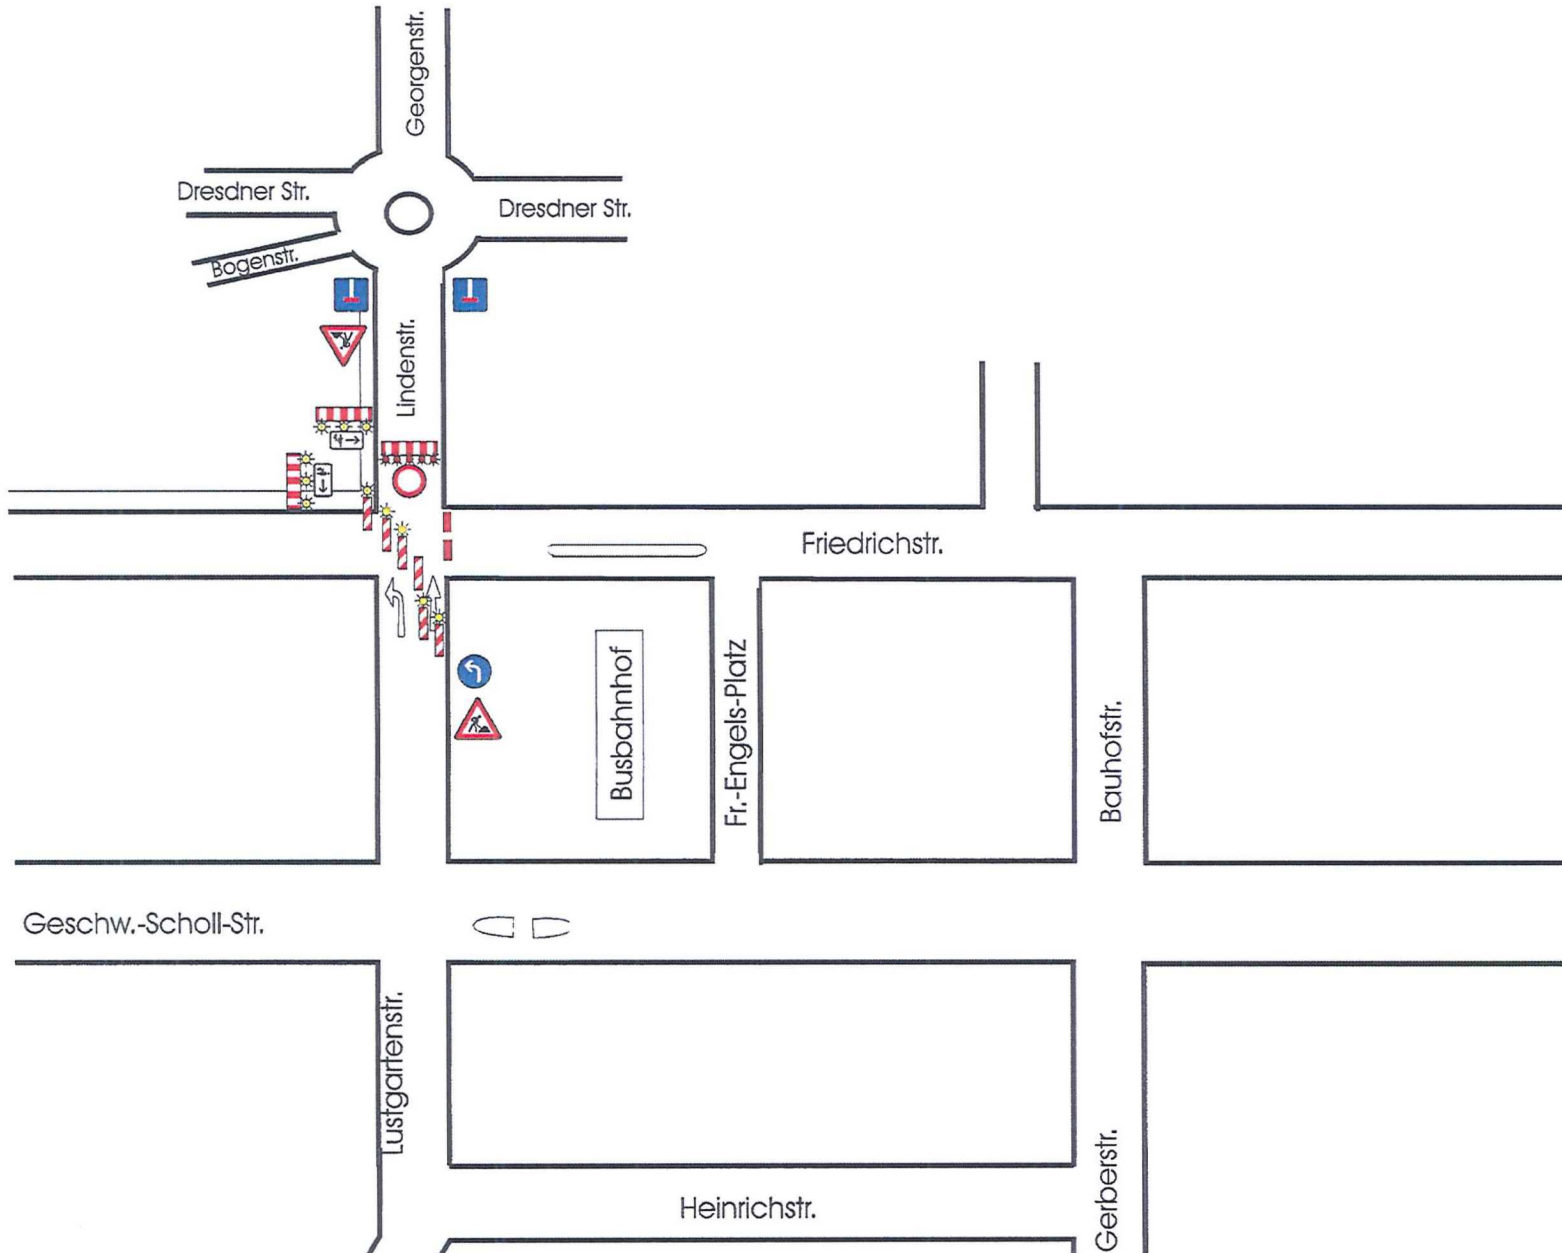 Georgenstr.
Dresdner Str.
Dresdner Str.
Bogenstr.
Lindenstr.
Friedrichstr.
Busbahnhof
Fr.-Engels-Platz
Bauhofstr.
Geschw.-Scholl-Str.
Lustgartenstr.
Heinrichstr.
Gerberstr.